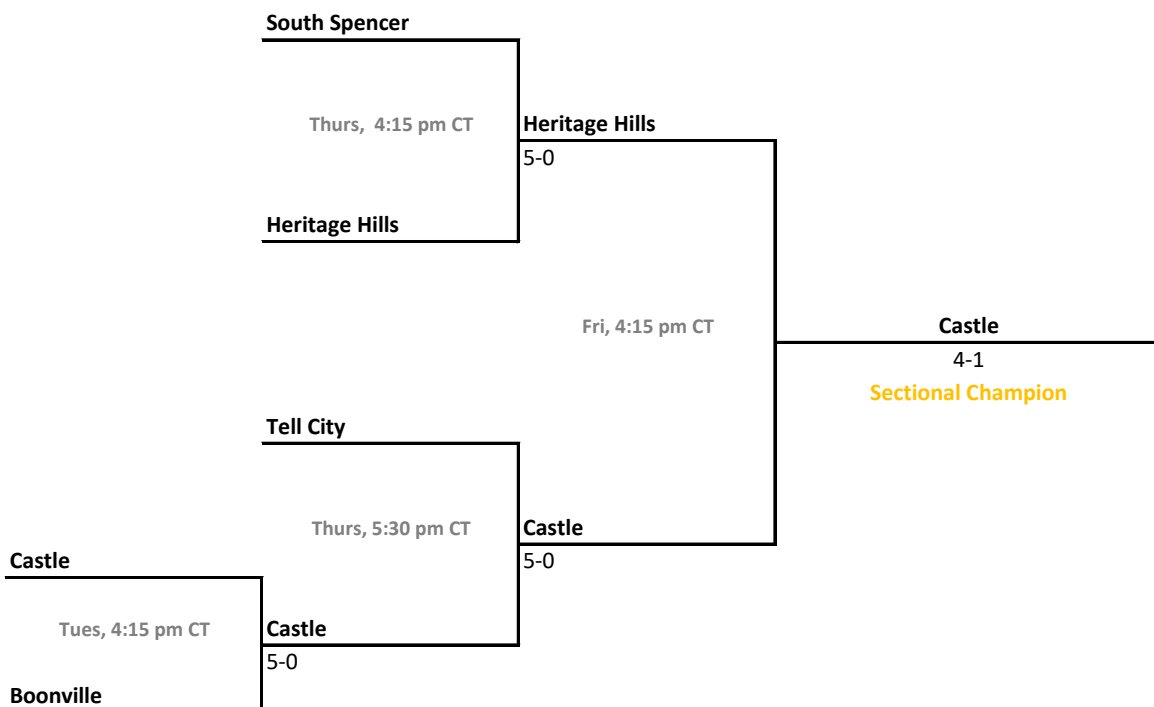 South Spencer
Thurs, 4:15 pm CT
Heritage Hills
5-0
Heritage Hills
Fri, 4:15 pm CT
Castle
4-1
Sectional Champion
Tell City
Thurs, 5:30 pm CT
Castle
5-0
Castle
Tues, 4:15 pm CT
Castle
5-0
Boonville